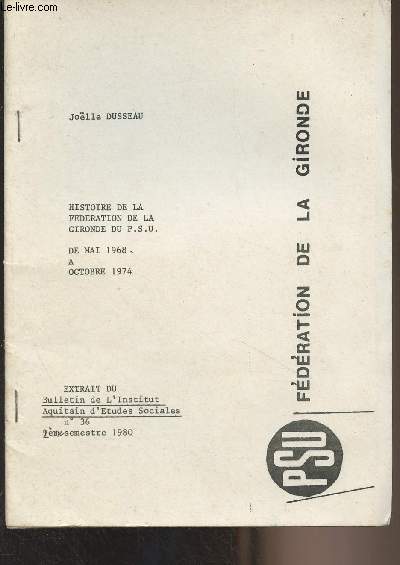 www.le-livre.com
Joëlle DUSSEAU
HISTOIRE DE LA
FEDERATION DE LA
GIRONDE DU P.S.U.
DE MAI 1968
A
OCTOBRE 1974
EXTRAIT DU
Bulletin de L'Institut
Aquitain d'Etudes Sociales
n° 36
2ème semestre 1980
FÉDÉRATION DE LA GIRONDE
PSU